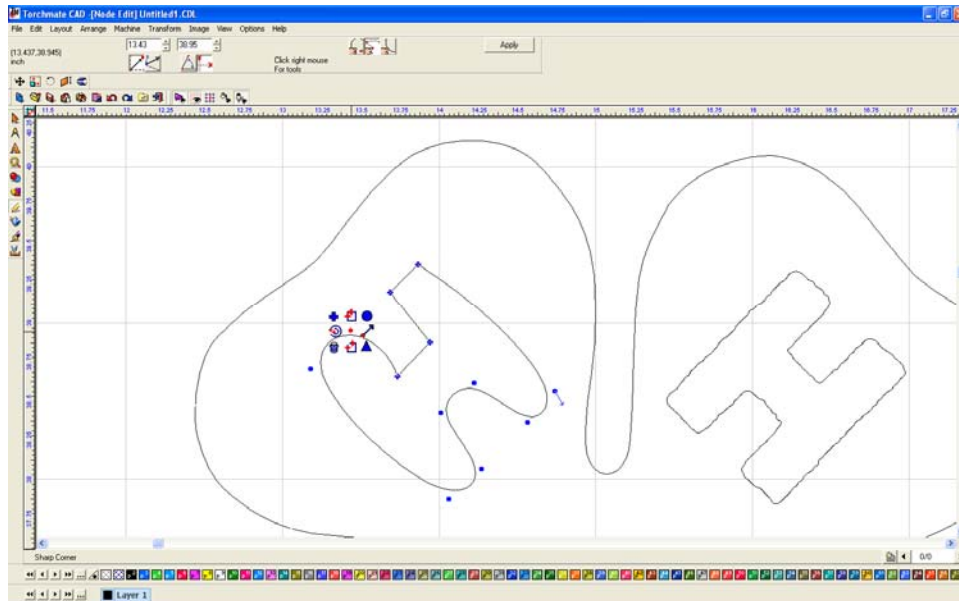 Torchmate CAD -[Node Edit] Untitled1.CDL
File Edit Layout Arrange Machine Transform Image View Options Help
(13.437,38.945)
inch
13.43 38.95
Click right mouse
For tools
Apply
11.5 11.75 12 12.25 12.5 12.75 13 13.25 13.5 13.75 14 14.25 14.5 14.75 15 15.25 15.5 15.75 16 16.25 16.5 16.75 17 17.25
Sharp Corner
0/0
Layer 1